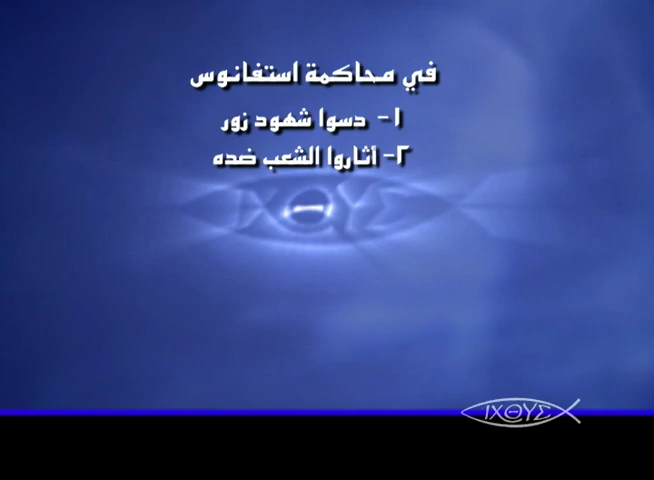 في محاكمة استفانوس
١- دسوا شهود زور
٢- أثاروا الشعب ضده
ΙΧΘΥΣ
ΙΧΘΥΣ